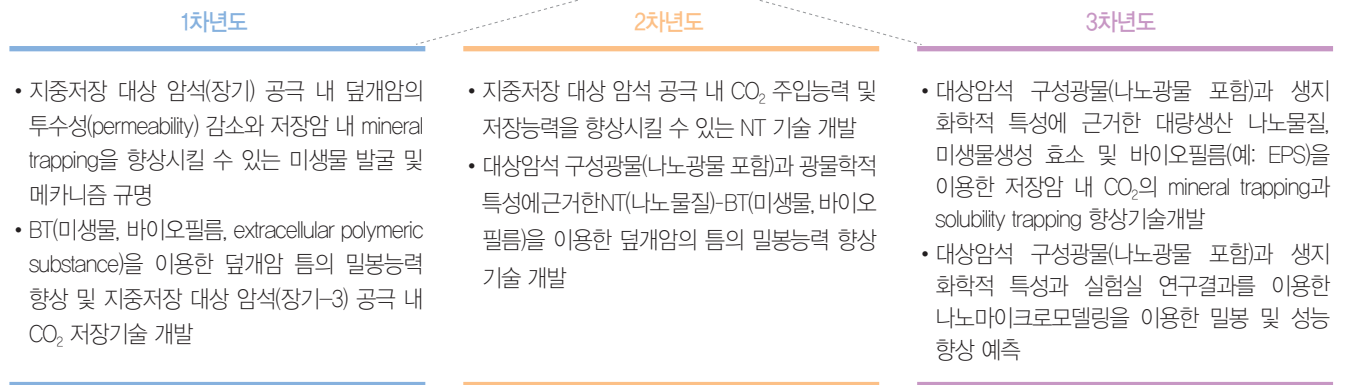 1차년도
• 지중저장 대상 암석(장기) 공극 내 덮개암의
투수성(permeability) 감소와 저장암 내 mineral
trapping을 향상시킬 수 있는 미생물 발굴 및
메카니즘 규명
• BT(미생물, 바이오필름, extracellular polymeric
substance)을 이용한 덮개암 틈의 밀봉능력
향상 및 지중저장 대상 암석(장기-3) 공극 내
CO₂ 저장기술 개발
2차년도
• 지중저장 대상 암석 공극 내 CO₂ 주입능력 및
저장능력을 향상시킬 수 있는 NT 기술 개발
• 대상암석 구성광물(나노광물 포함)과 광물학적
특성에근거한NT(나노물질)-BT(미생물, 바이오
필름)을 이용한 덮개암의 틈의 밀봉능력 향상
기술 개발
3차년도
• 대상암석 구성광물(나노광물 포함)과 생지
화학적 특성에 근거한 대량생산 나노물질,
미생물생성 효소 및 바이오필름(예: EPS)을
이용한 저장암 내 CO₂의 mineral trapping과
solubility trapping 향상기술개발
• 대상암석 구성광물(나노광물 포함)과 생지
화학적 특성과 실험실 연구결과를 이용한
나노마이크로모델링을 이용한 밀봉 및 성능
향상 예측